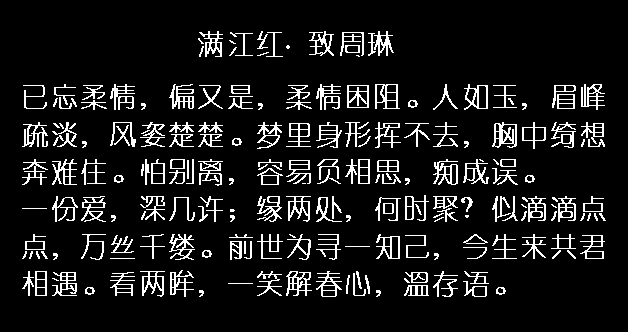 满江红·致周琳
已忘柔情，偏又是，柔情困阻。人如玉，眉峰
疏淡，风姿楚楚。梦里身形挥不去，胸中绮想
奔难住。怕别离，容易负相思，痴成误。
一份爱，深几许；缘两处，何时聚？似滴滴点
点，万丝千缕。前世为寻一知己，今生来共君
相遇。看两眸，一笑解春心，温存语。